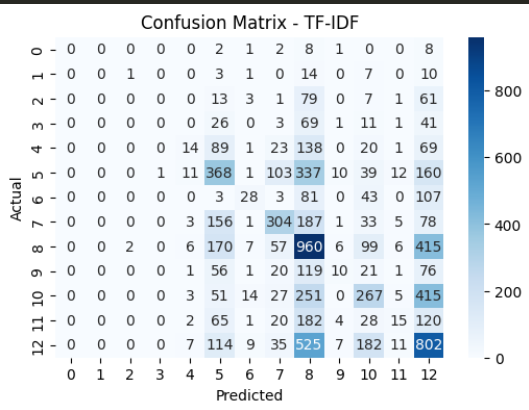 Confusion Matrix - TF-IDF
0 0 0 0 0 0 2 1 2 8 1 0 0 8
1 0 0 1 0 0 3 1 0 14 0 7 0 10
2 0 0 0 0 0 13 3 1 79 0 7 1 61
3 0 0 0 0 0 26 0 3 69 1 11 1 41
4 0 0 0 0 14 89 1 23 138 0 20 1 69
5 0 0 0 1 11 368 1 103 337 10 39 12 160
6 0 0 0 0 0 3 28 3 81 0 43 0 107
7 0 0 0 0 3 156 1 304 187 1 33 5 78
8 0 0 2 0 6 170 7 57 960 6 99 6 415
9 0 0 0 0 1 56 1 20 119 10 21 1 76
10 0 0 0 0 3 51 14 27 251 0 267 5 415
11 0 0 0 0 2 65 1 20 182 4 28 15 120
12 0 0 0 0 7 114 9 35 525 7 182 11 802
0 1 2 3 4 5 6 7 8 9 10 11 12
Predicted
Actual
800
600
400
200
0